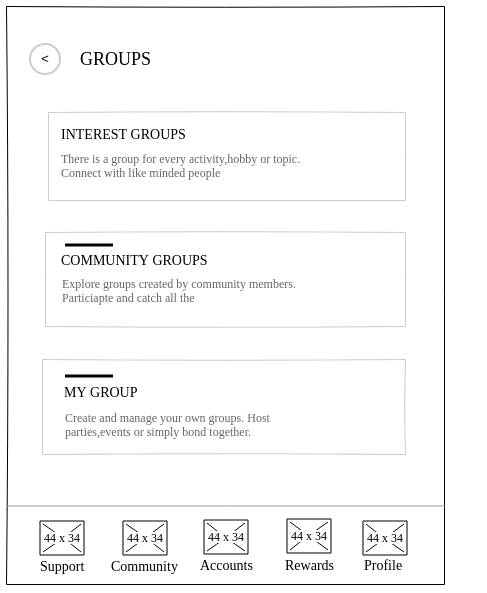 < GROUPS
INTEREST GROUPS
There is a group for every activity,hobby or topic.
Connect with like minded people
COMMUNITY GROUPS
Explore groups created by community members.
Particiapte and catch all the
MY GROUP
Create and manage your own groups. Host
parties,events or simply bond together.
44 x 34 44 x 34 44 x 34 44 x 34 44 x 34
Support Community Accounts Rewards Profile